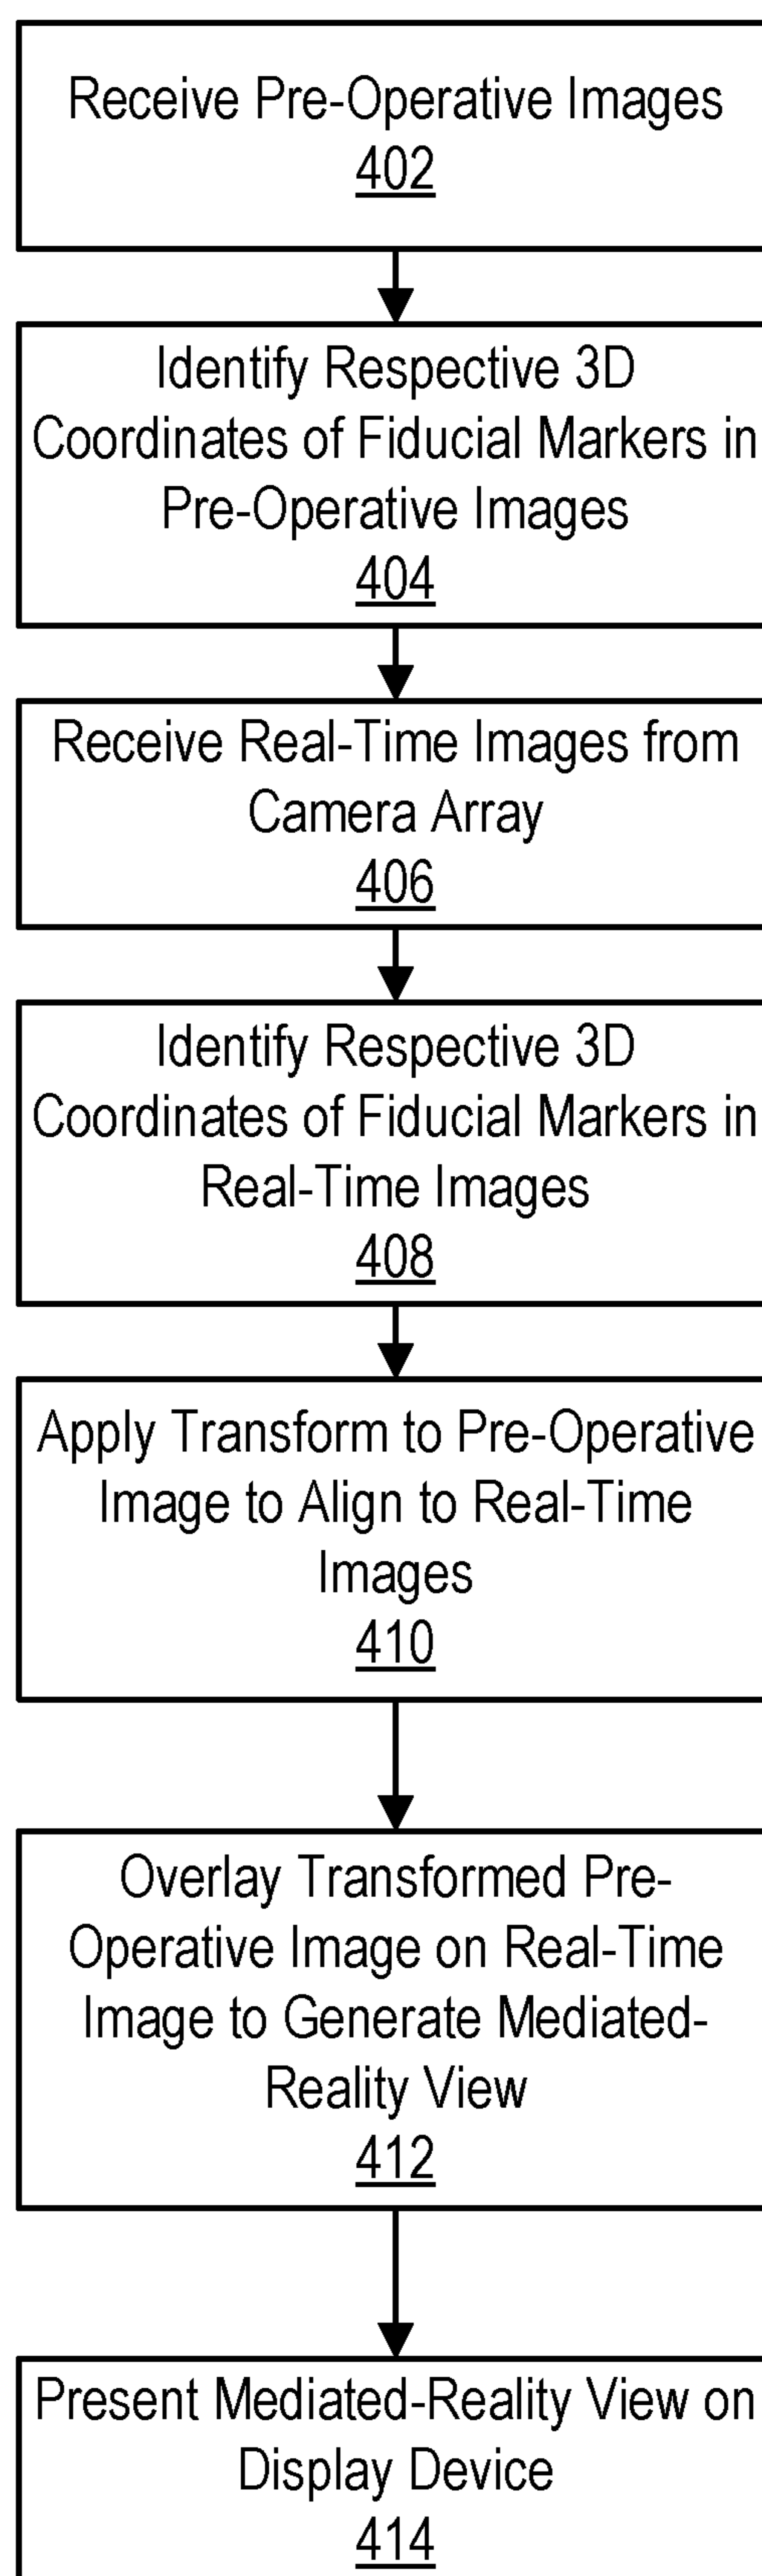 Receive Pre-Operative Images
402
Identify Respective 3D
Coordinates of Fiducial Markers in
Pre-Operative Images
404
Receive Real-Time Images from
Camera Array
406
Identify Respective 3D
Coordinates of Fiducial Markers in
Real-Time Images
408
Apply Transform to Pre-Operative
Image to Align to Real-Time
Images
410
Overlay Transformed Pre-
Operative Image on Real-Time
Image to Generate Mediated-
Reality View
412
Present Mediated-Reality View on
Display Device
414